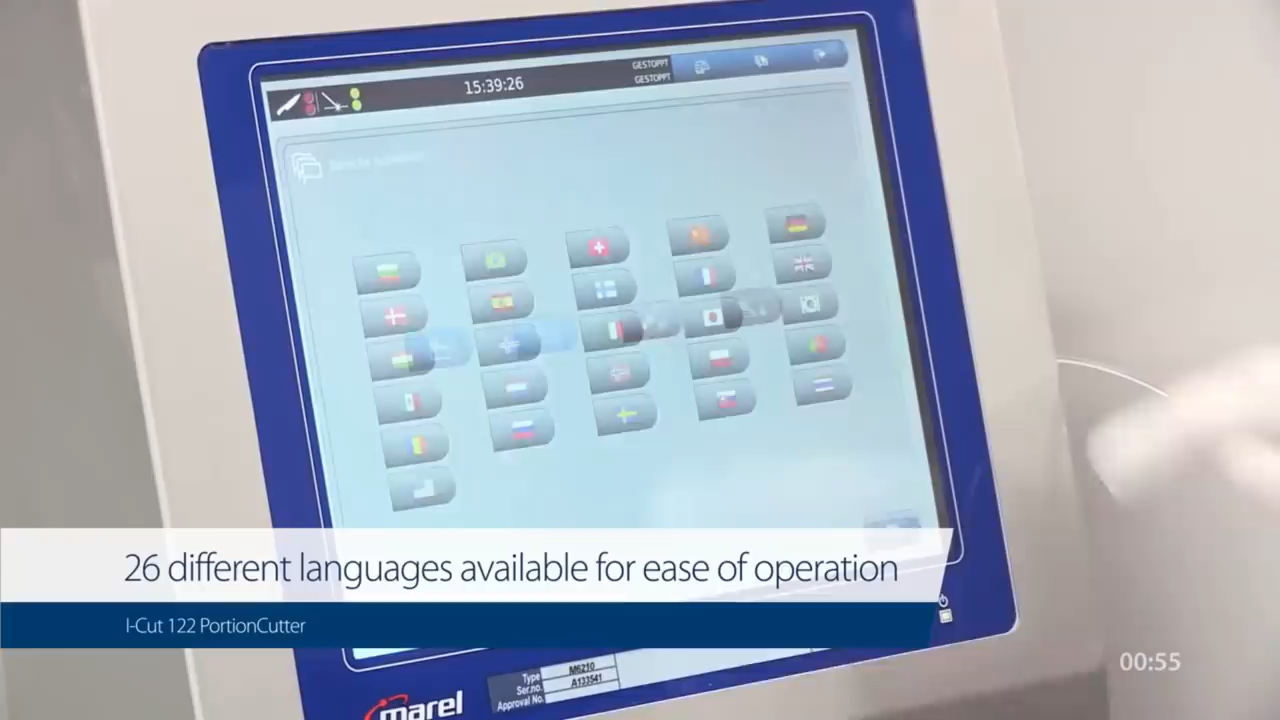 15:39:26
GESTOPPT
GESTOPPT
26 different languages available for ease of operation
I-Cut 122 PortionCutter
00:55
Type M6210
Ser.no. A133541
Approval No.
marel